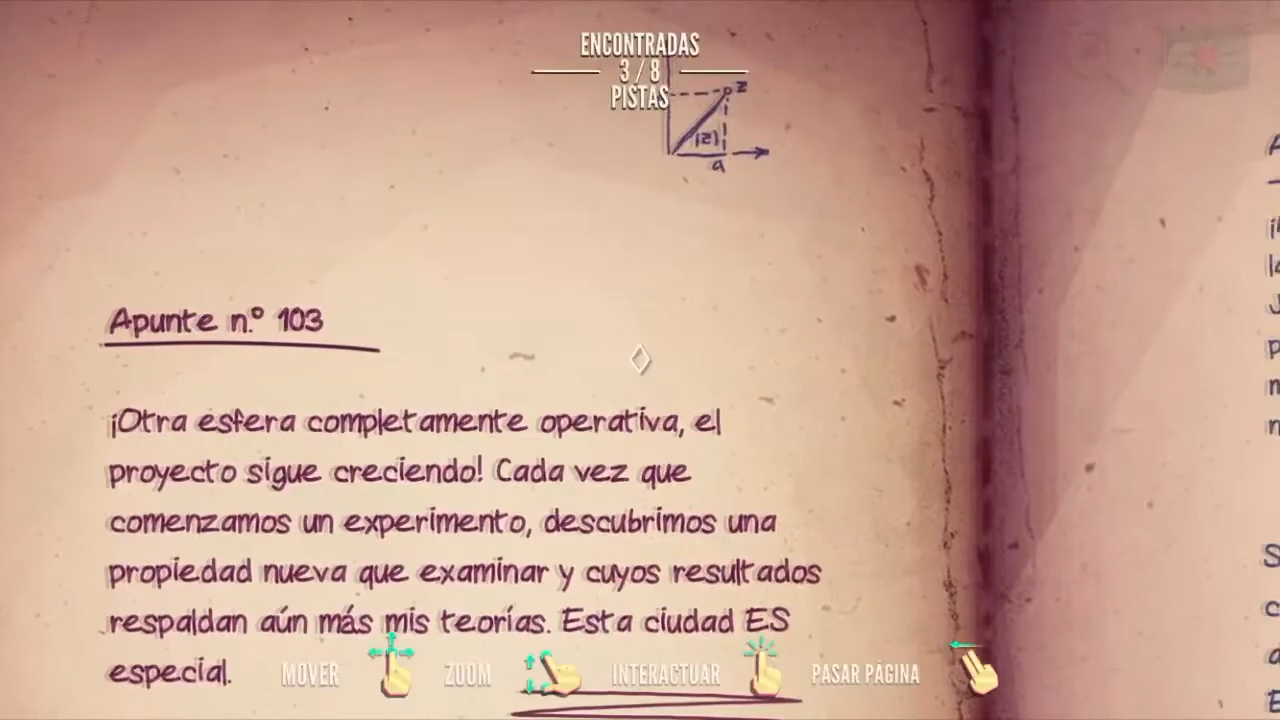 ENCONTRADAS
3 / 8
PISTAS
z
|z|
a
Apunte n.º 103
¡Otra esfera completamente operativa, el
proyecto sigue creciendo! Cada vez que
comenzamos un experimento, descubrimos una
propiedad nueva que examinar y cuyos resultados
respaldan aún más mis teorías. Esta ciudad ES
especial.
MOVER ZOOM INTERACTUAR PASAR PÁGINA